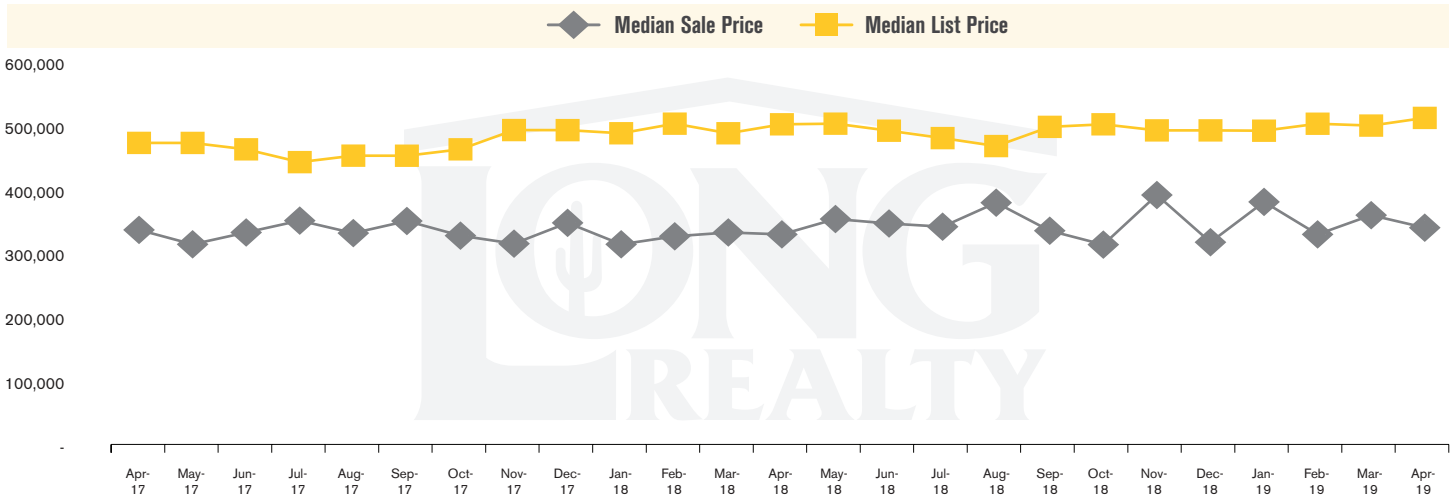 Median Sale Price Median List Price
600,000
500,000
400,000
300,000
200,000
100,000
-
LONG
REALTY
Apr- May- Jun- Jul- Aug- Sep- Oct- Nov- Dec- Jan- Feb- Mar- Apr- May- Jun- Jul- Aug- Sep- Oct- Nov- Dec- Jan- Feb- Mar- Apr-
17 17 17 17 17 17 17 17 17 18 18 18 18 18 18 18 18 18 18 18 18 19 19 19 19